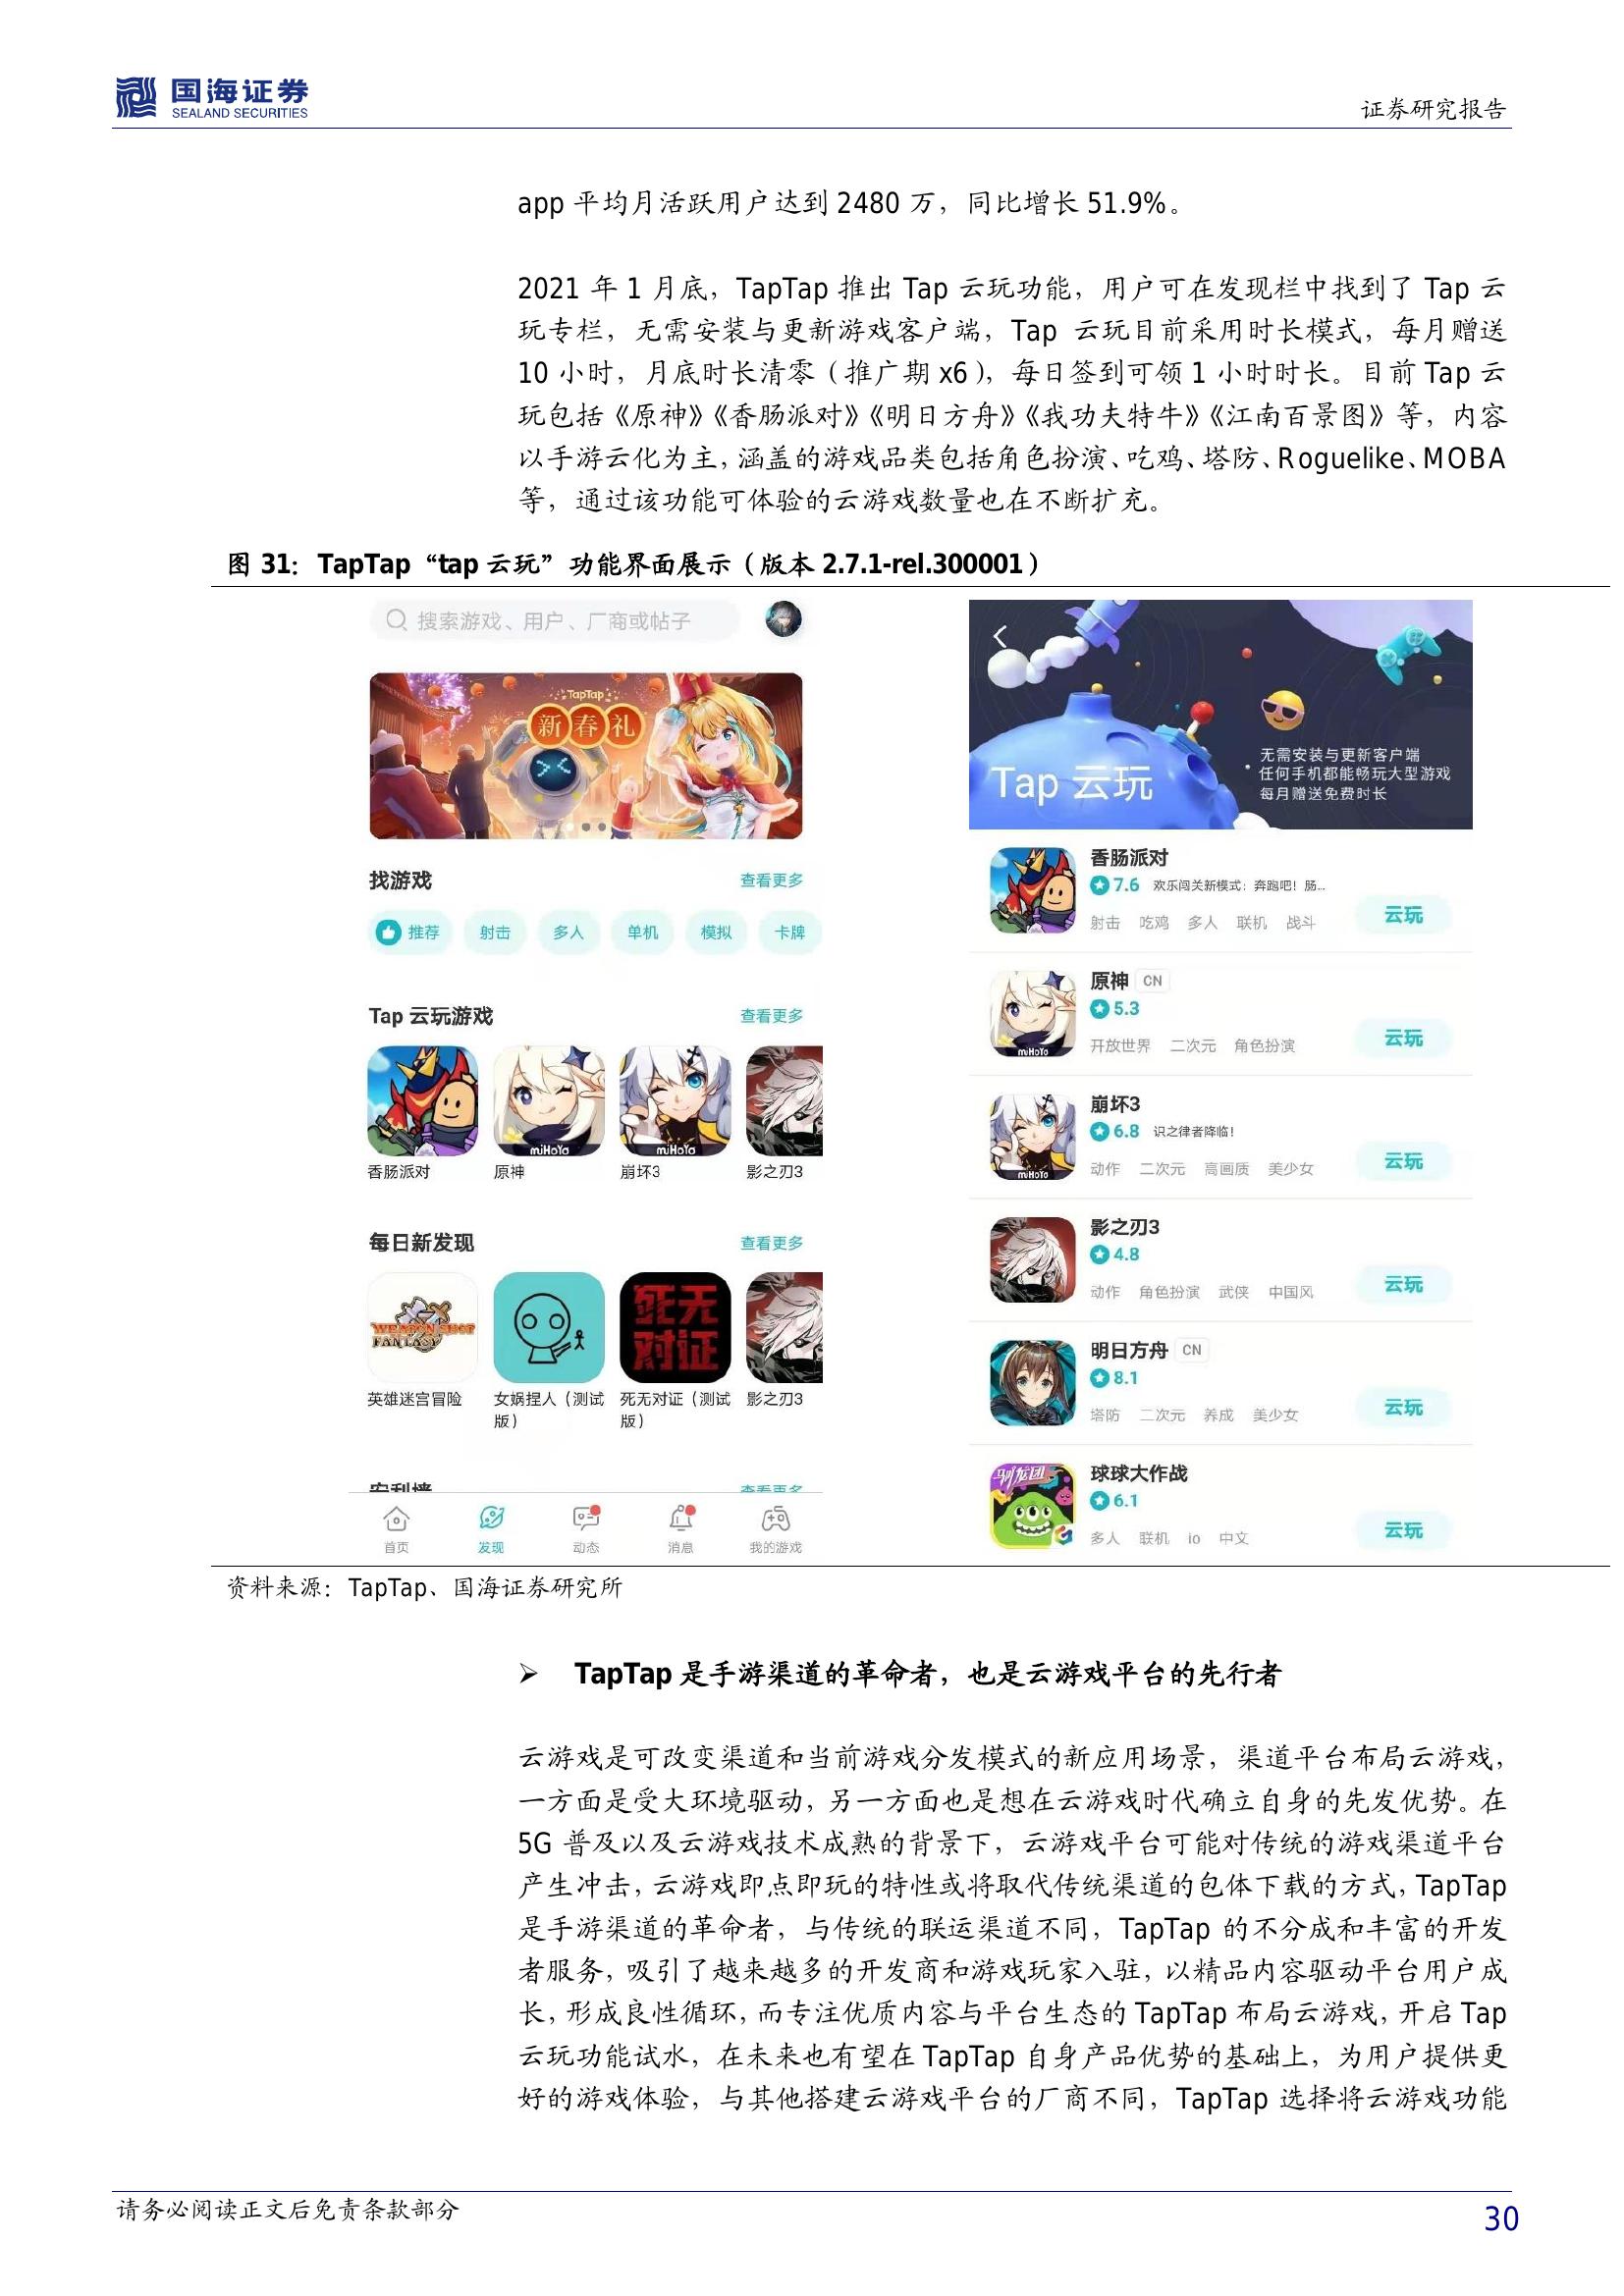 国海证券
SEALAND SECURITIES
证券研究报告
app 平均月活跃用户达到 2480 万，同比增长 51.9%。
2021 年 1 月底，TapTap 推出 Tap 云玩功能，用户可在发现栏中找到了 Tap 云
玩专栏，无需安装与更新游戏客户端，Tap 云玩目前采用时长模式，每月赠送
10 小时，月底时长清零（推广期 x6），每日签到可领 1 小时时长。目前 Tap 云
玩包括《原神》《香肠派对》《明日方舟》《我功夫特牛》《江南百景图》等，内容
以手游云化为主，涵盖的游戏品类包括角色扮演、吃鸡、塔防、Roguelike、MOBA
等，通过该功能可体验的云游戏数量也在不断扩充。
图 31：TapTap“tap 云玩”功能界面展示（版本 2.7.1-rel.300001）
搜索游戏、用户、厂商或帖子
TapTap
新春礼
找游戏 查看更多
推荐 射击 多人 单机 模拟 卡牌
Tap 云玩游戏 查看更多
miHoYo miHoYo
香肠派对 原神 崩坏3 影之刃3
每日新发现 查看更多
WEAPON SHOP
FANTASY
死无
对证
英雄迷宫冒险 女娲捏人（测试版） 死无对证（测试版） 影之刃3
安利墙 查看更多
首页 发现 动态 消息 我的游戏
Tap 云玩
无需安装与更新客户端
任何手机都能畅玩大型游戏
每月赠送免费时长
香肠派对
7.6 欢乐闯关新模式：奔跑吧！肠...
射击 吃鸡 多人 联机 战斗
云玩
原神 CN
5.3
开放世界 二次元 角色扮演
云玩
miHoYo
崩坏3
6.8 识之律者降临！
动作 二次元 高画质 美少女
云玩
miHoYo
影之刃3
4.8
动作 角色扮演 武侠 中国风
云玩
明日方舟 CN
8.1
塔防 二次元 养成 美少女
云玩
球球大作战
6.1
多人 联机 io 中文
云玩
资料来源：TapTap、国海证券研究所
➢ TapTap 是手游渠道的革命者，也是云游戏平台的先行者
云游戏是可改变渠道和当前游戏分发模式的新应用场景，渠道平台布局云游戏，
一方面是受大环境驱动，另一方面也是想在云游戏时代确立自身的先发优势。在
5G 普及以及云游戏技术成熟的背景下，云游戏平台可能对传统的游戏渠道平台
产生冲击，云游戏即点即玩的特性或将取代传统渠道的包体下载的方式，TapTap
是手游渠道的革命者，与传统的联运渠道不同，TapTap 的不分成和丰富的开发
者服务，吸引了越来越多的开发商和游戏玩家入驻，以精品内容驱动平台用户成
长，形成良性循环，而专注优质内容与平台生态的 TapTap 布局云游戏，开启 Tap
云玩功能试水，在未来也有望在 TapTap 自身产品优势的基础上，为用户提供更
好的游戏体验，与其他搭建云游戏平台的厂商不同，TapTap 选择将云游戏功能
请务必阅读正文后免责条款部分
30